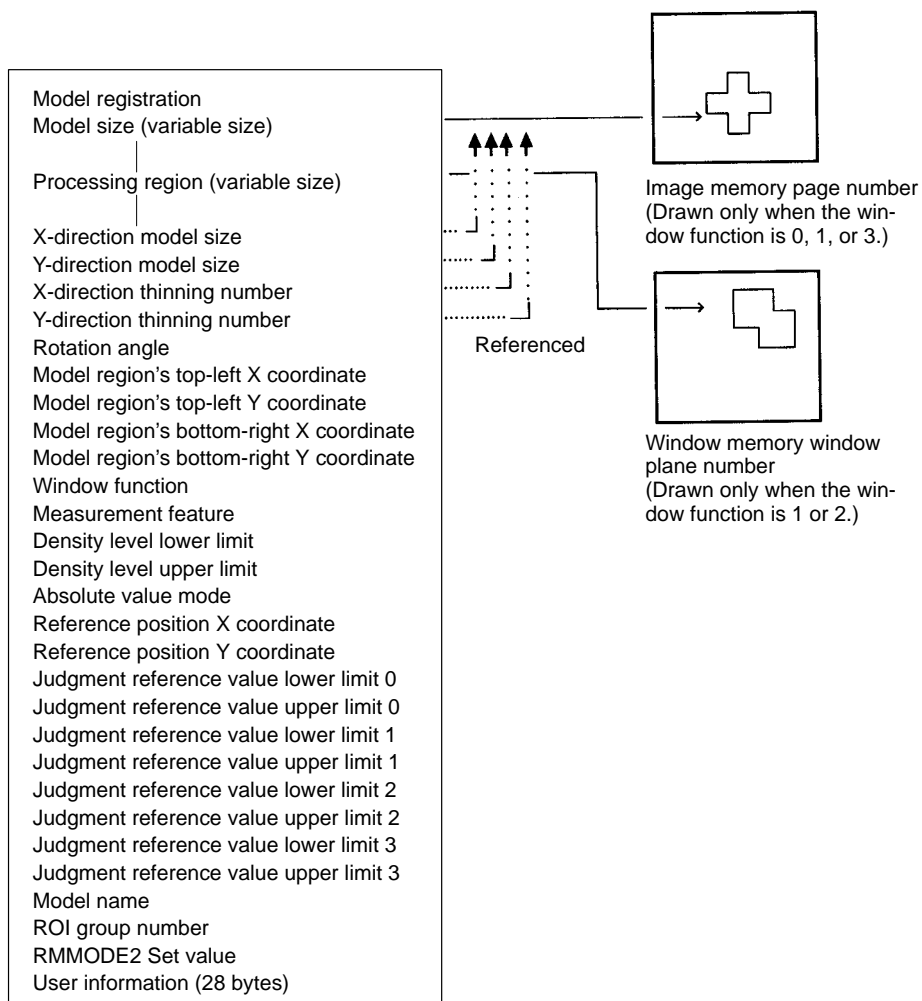 Model registration
Model size (variable size)
Processing region (variable size)
X-direction model size
Y-direction model size
X-direction thinning number
Y-direction thinning number
Rotation angle
Model region's top-left X coordinate
Model region's top-left Y coordinate
Model region's bottom-right X coordinate
Model region's bottom-right Y coordinate
Window function
Measurement feature
Density level lower limit
Density level upper limit
Absolute value mode
Reference position X coordinate
Reference position Y coordinate
Judgment reference value lower limit 0
Judgment reference value upper limit 0
Judgment reference value lower limit 1
Judgment reference value upper limit 1
Judgment reference value lower limit 2
Judgment reference value upper limit 2
Judgment reference value lower limit 3
Judgment reference value upper limit 3
Model name
ROI group number
RMMODE2 Set value
User information (28 bytes)
Referenced
Image memory page number
(Drawn only when the win-
dow function is 0, 1, or 3.)
Window memory window
plane number
(Drawn only when the win-
dow function is 1 or 2.)